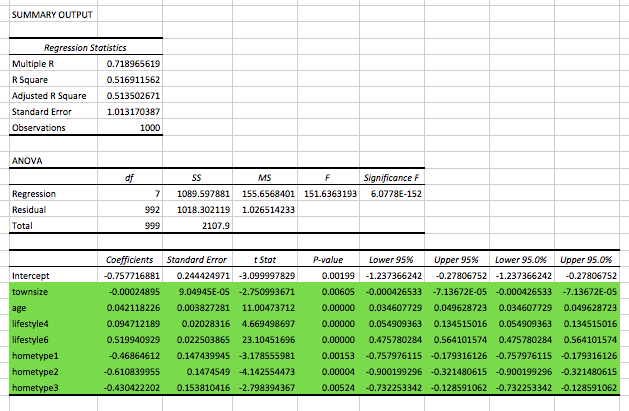 SUMMARY OUTPUT
Regression Statistics
Multiple R 0.718965619
R Square 0.516911562
Adjusted R Square 0.513502671
Standard Error 1.013170387
Observations 1000
ANOVA
df SS MS F Significance F
Regression 7 1089.597881 155.6568401 151.6363193 6.0778E-152
Residual 992 1018.302119 1.026514233
Total 999 2107.9
Coefficients Standard Error t Stat P-value Lower 95% Upper 95% Lower 95.0% Upper 95.0%
Intercept -0.757716881 0.244424971 -3.099997829 0.00199 -1.237366242 -0.27806752 -1.237366242 -0.27806752
townsize -0.00024895 9.04945E-05 -2.750993671 0.00605 -0.000426533 -7.13672E-05 -0.000426533 -7.13672E-05
age 0.042118226 0.003827281 11.00473712 0.00000 0.034607729 0.049628723 0.034607729 0.049628723
lifestyle4 0.094712189 0.02028316 4.669498697 0.00000 0.054909363 0.134515016 0.054909363 0.134515016
lifestyle6 0.519940929 0.022503865 23.10451696 0.00000 0.475780284 0.564101574 0.475780284 0.564101574
hometype1 -0.46864612 0.147439945 -3.178555981 0.00153 -0.757976115 -0.179316126 -0.757976115 -0.179316126
hometype2 -0.610839955 0.1474549 -4.142554473 0.00004 -0.900199296 -0.321480615 -0.900199296 -0.321480615
hometype3 -0.430422202 0.153810416 -2.798394367 0.00524 -0.732253342 -0.128591062 -0.732253342 -0.128591062